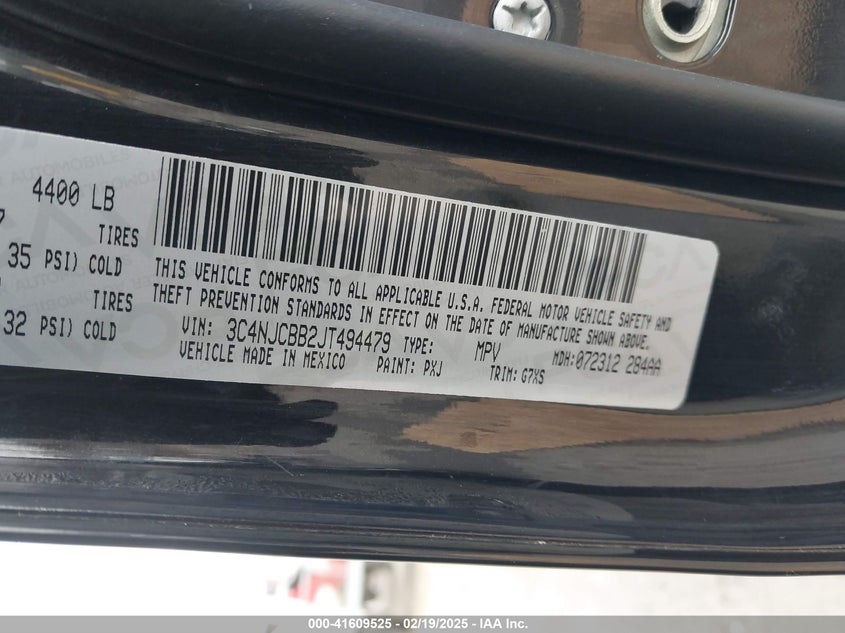 4400 LB
TIRES
35 PSI) COLD
TIRES
32 PSI) COLD
THIS VEHICLE CONFORMS TO ALL APPLICABLE U.S.A. FEDERAL MOTOR VEHICLE SAFETY AND
THEFT PREVENTION STANDARDS IN EFFECT ON THE DATE OF MANUFACTURE SHOWN ABOVE.
VIN: 3C4NJCBB2JT494479 TYPE: MPV MDH:072312 284AA
VEHICLE MADE IN MEXICO PAINT: PXJ TRIM: G7XS
000-41609525 - 02/19/2025 - IAA Inc.